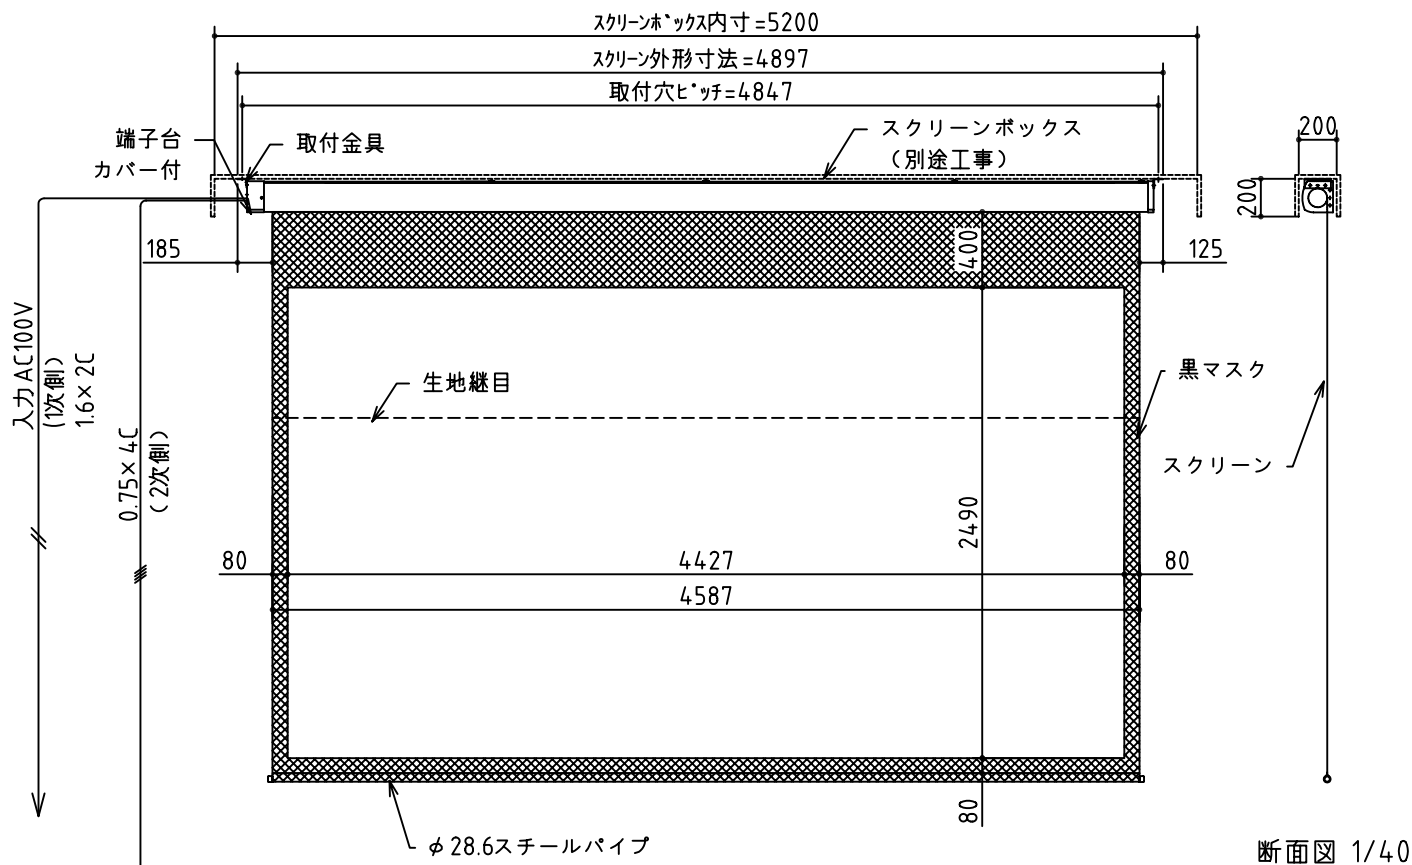 スクリーンボックス内寸=5200
スクリーン外形寸法=4897
取付穴ピッチ=4847
端子台
カバー付
取付金具
スクリーンボックス
（別途工事）
200
200
185
400
125
入力AC100V
(1次側)
1.6×2C
0.75×4C
(2次側)
生地継目
黒マスク
スクリーン
2490
80
4427
80
4587
80
φ28.6スチールパイプ
断面図 1/40